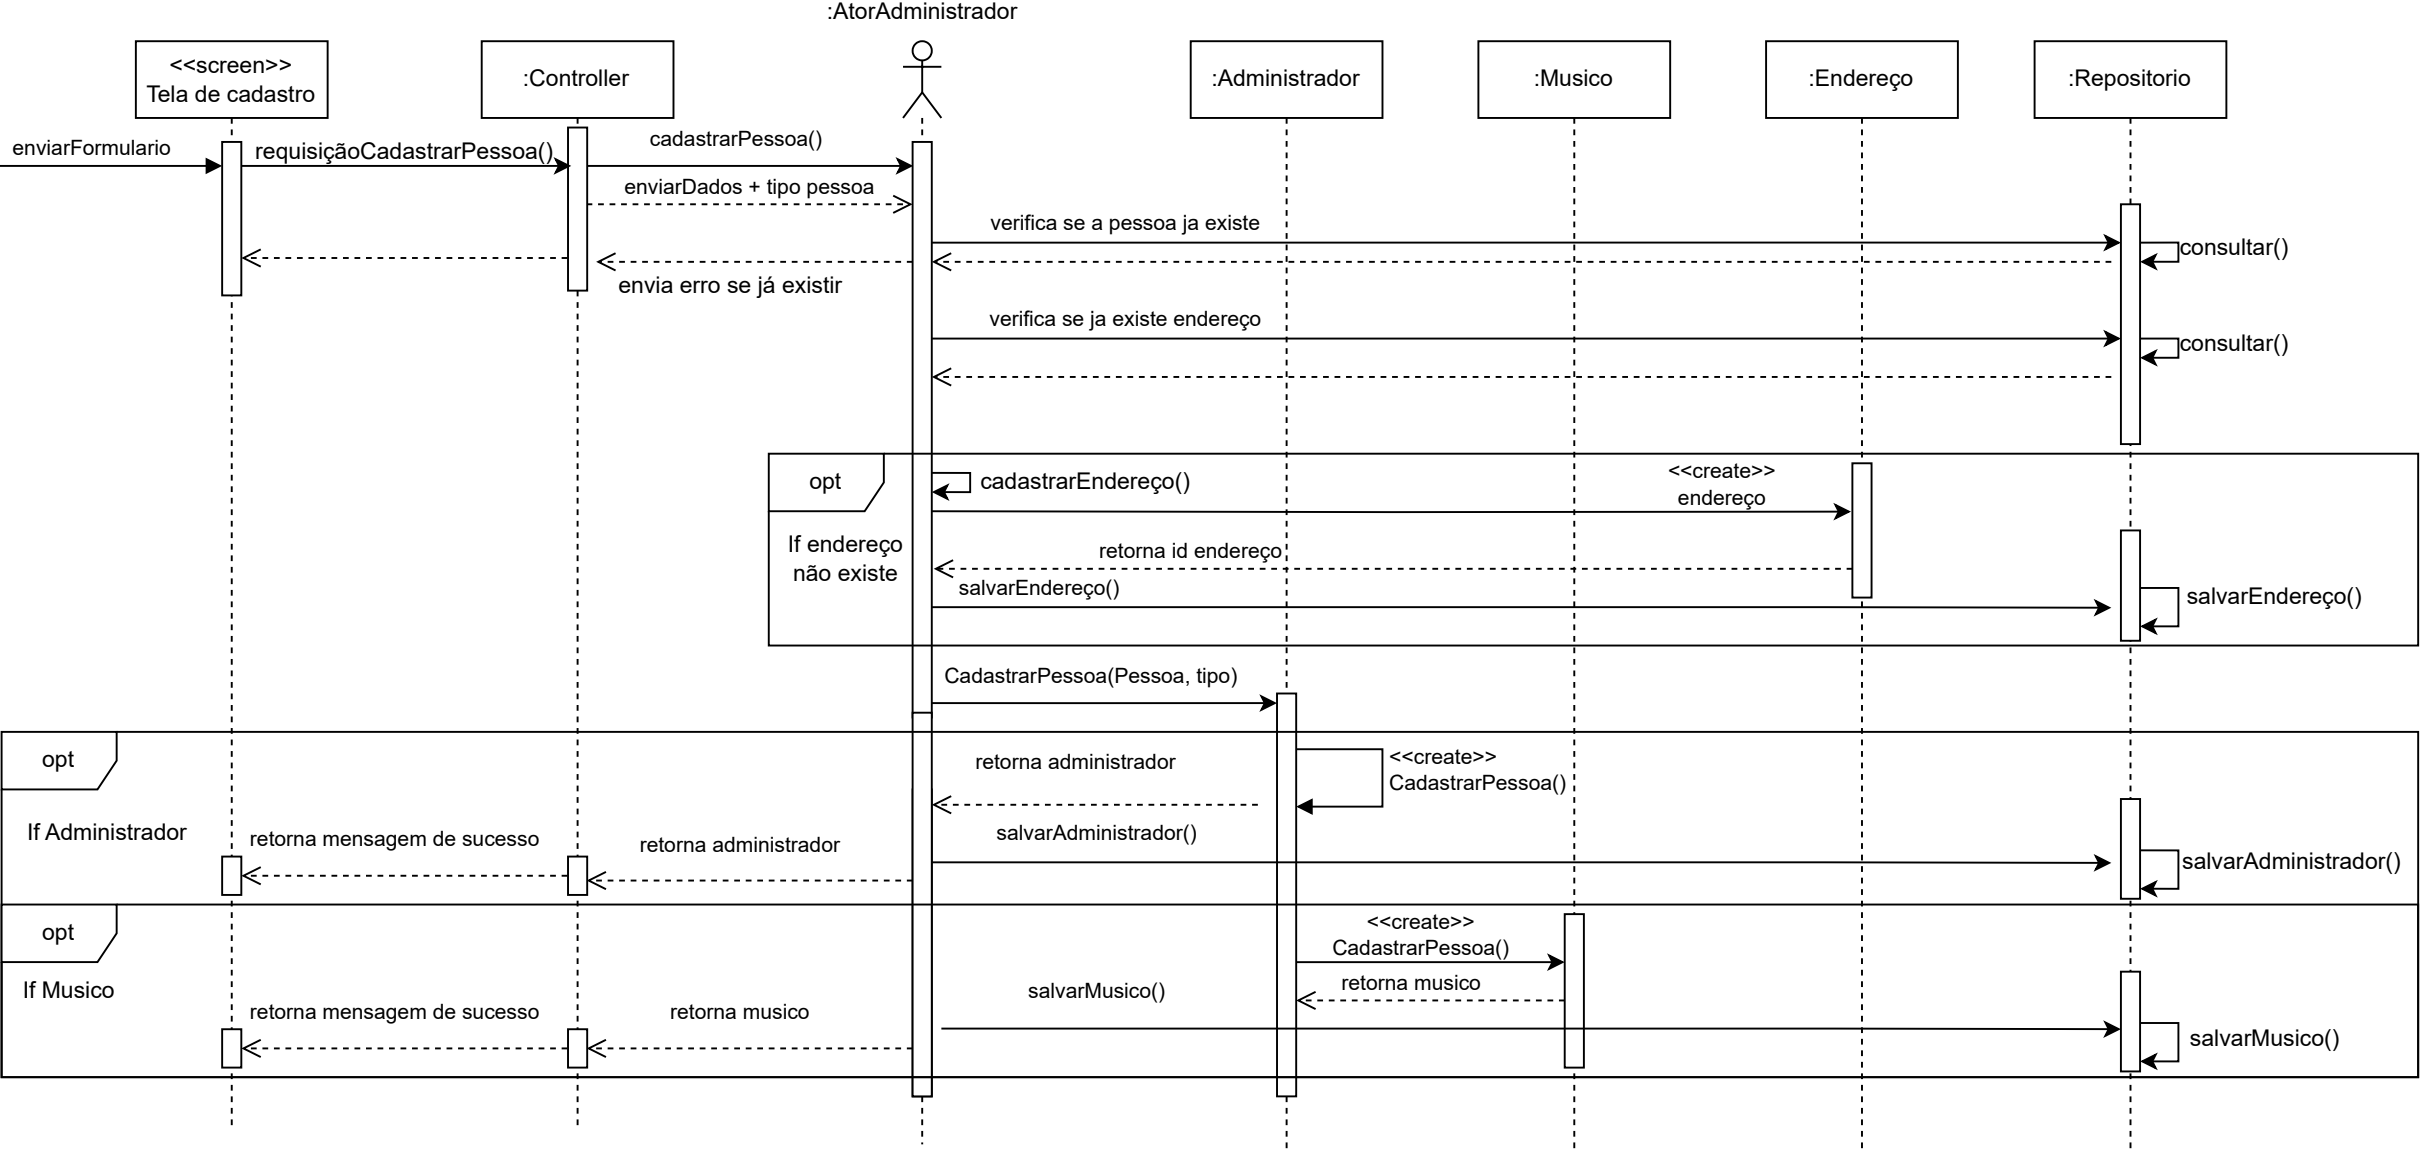 :AtorAdministrador
<<screen>>
Tela de cadastro
:Controller
:Administrador
:Musico
:Endereço
:Repositorio
enviarFormulario
requisiçãoCadastrarPessoa()
cadastrarPessoa()
enviarDados + tipo pessoa
verifica se a pessoa ja existe
consultar()
envia erro se já existir
verifica se ja existe endereço
consultar()
opt
cadastrarEndereço()
<<create>>
endereço
If endereço
não existe
retorna id endereço
salvarEndereço()
salvarEndereço()
CadastrarPessoa(Pessoa, tipo)
opt
retorna administrador
<<create>>
CadastrarPessoa()
If Administrador
retorna mensagem de sucesso
retorna administrador
salvarAdministrador()
salvarAdministrador()
opt
<<create>>
CadastrarPessoa()
If Musico
retorna musico
salvarMusico()
retorna mensagem de sucesso
retorna musico
salvarMusico()